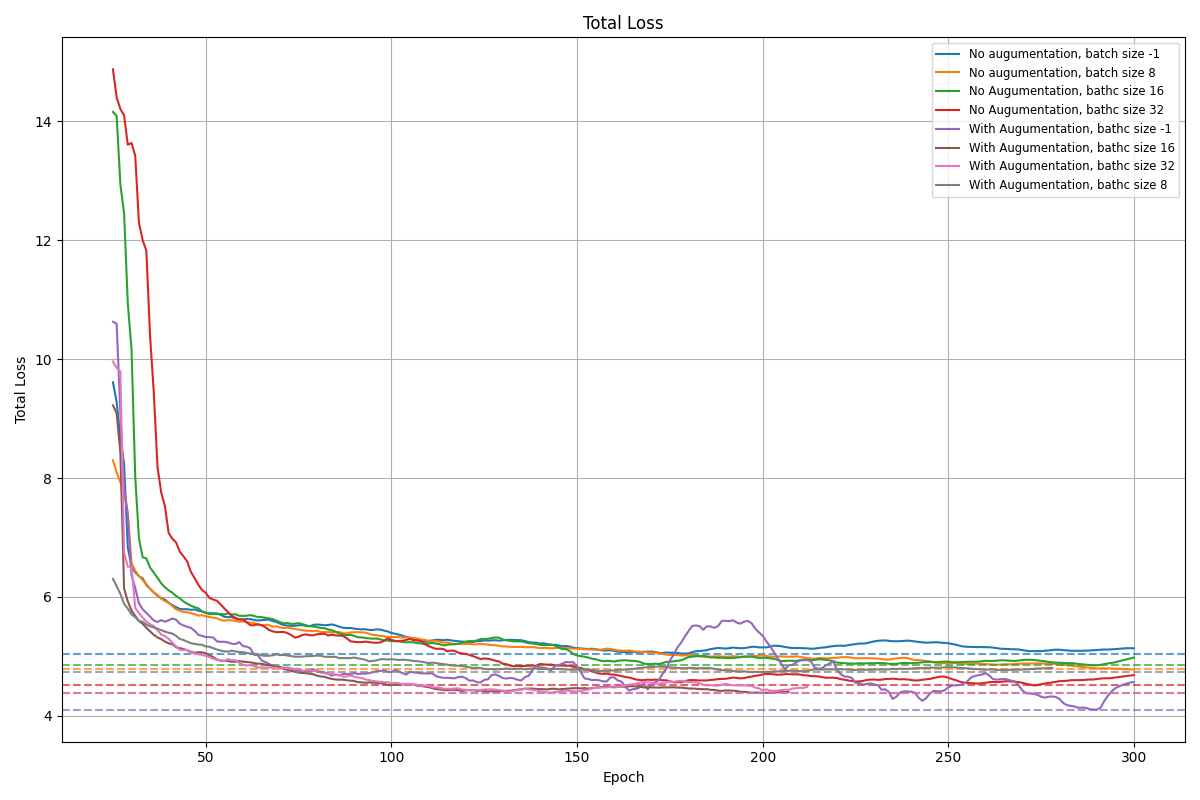 Total Loss
No augumentation, batch size -1
No augumentation, batch size 8
No Augumentation, bathc size 16
No Augumentation, bathc size 32
With Augumentation, bathc size -1
With Augumentation, bathc size 16
With Augumentation, bathc size 32
With Augumentation, bathc size 8
14
12
10
8
6
4
Total Loss
50 100 150 200 250 300
Epoch